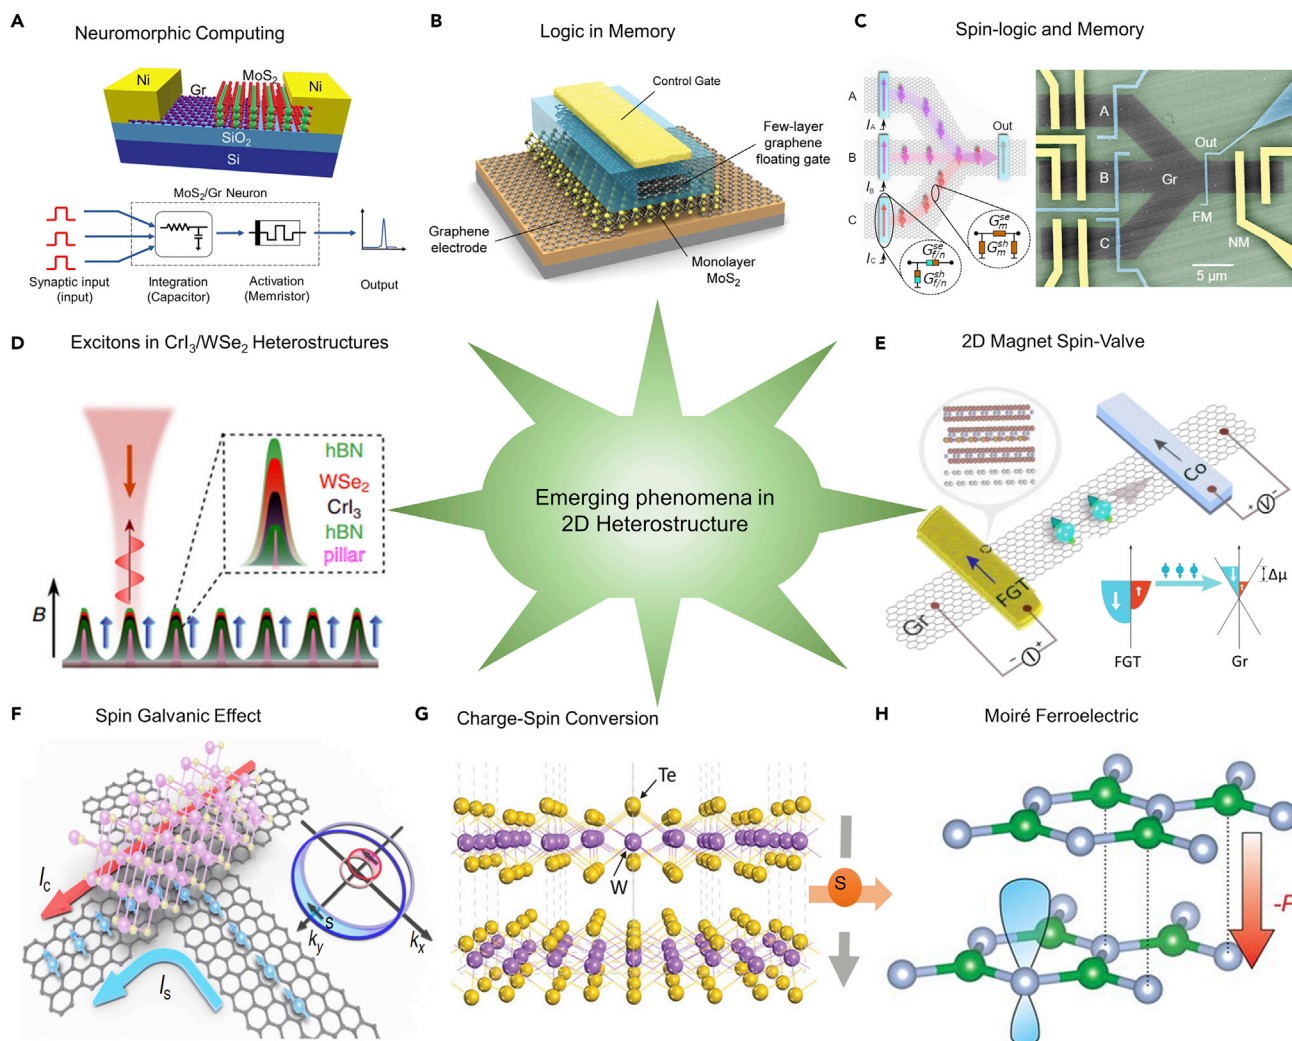 A
Neuromorphic Computing
Ni
Gr
MoS2
Ni
SiO2
Si
MoS2/Gr Neuron
Synaptic input
(input)
Integration
(Capacitor)
Activation
(Memristor)
Output
B
Logic in Memory
Control Gate
Few-layer
graphene
floating gate
Graphene
electrode
Monolayer
MoS2
C
Spin-logic and Memory
A
IA
B
IB
C
IC
Out
G se f/n
G sh f/n
G se m
G sh m
A
B
C
Gr
Out
FM
NM
5 μm
D
Excitons in CrI3/WSe2 Heterostructures
hBN
WSe2
CrI3
hBN
pillar
B
Emerging phenomena in
2D Heterostructure
E
2D Magnet Spin-Valve
Co
V
+
-
FGT
Gr
I
-
+
Δμ
FGT
Gr
F
Spin Galvanic Effect
Ic
Is
s
ky
kx
G
Charge-Spin Conversion
Te
W
S
H
Moiré Ferroelectric
-P